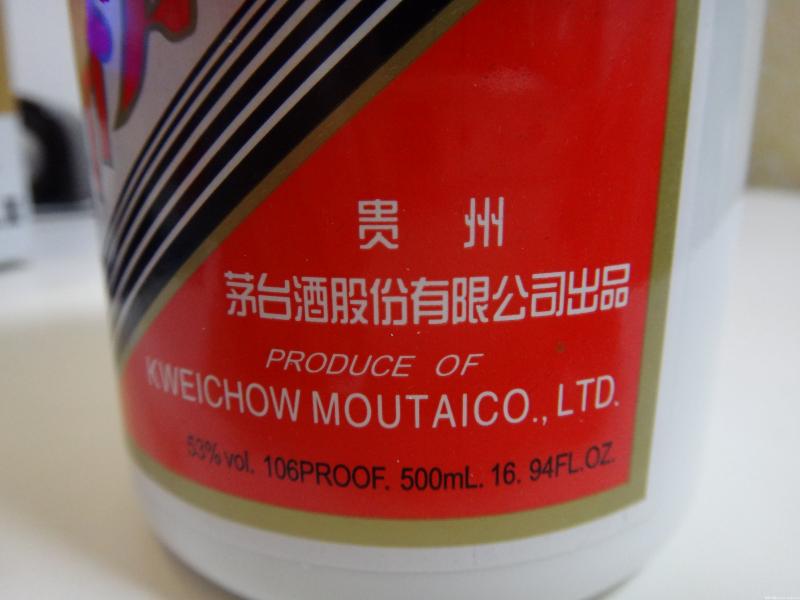 贵州
茅台酒股份有限公司出品
PRODUCE OF
KWEICHOW MOUTAICO., LTD.
53% vol. 106PROOF. 500mL. 16. 94FL.OZ.